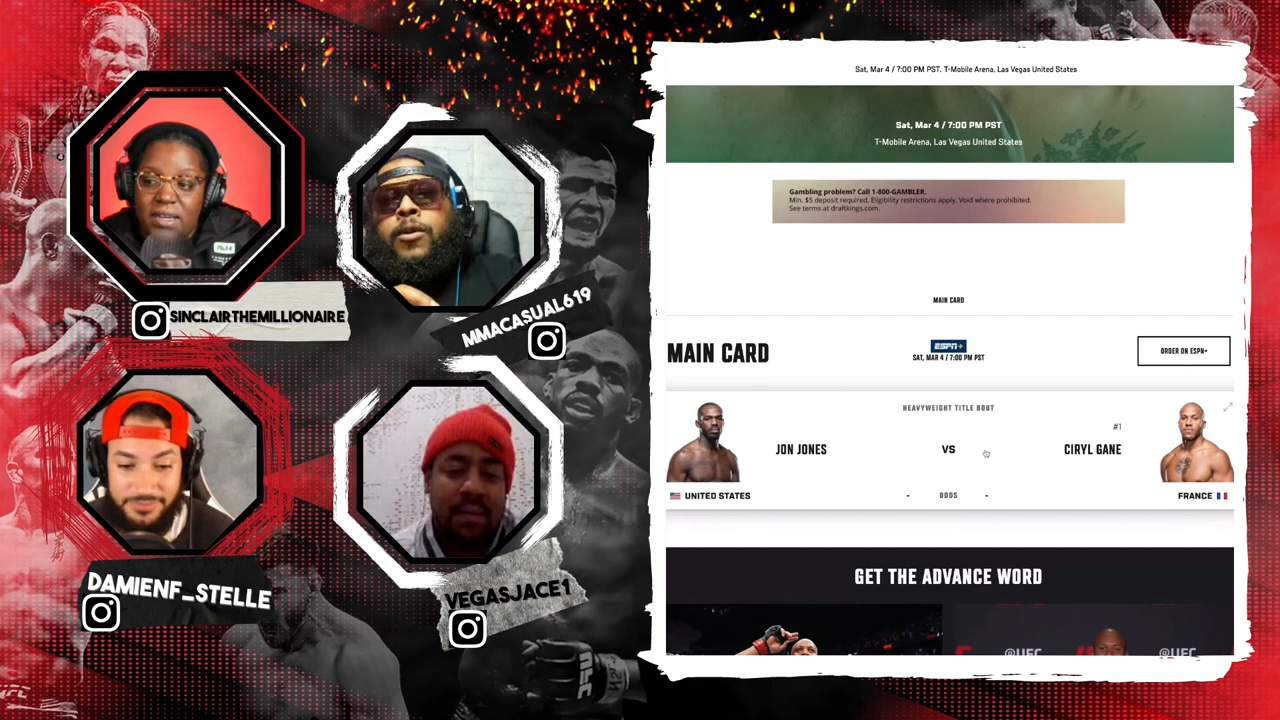 SINCLAIRTHEMILLIONAIRE
MMACASUAL619
DAMIENF_STELLE
VEGASJACE1
Sat, Mar 4 / 7:00 PM PST. T-Mobile Arena, Las Vegas United States
Sat, Mar 4 / 7:00 PM PST
T-Mobile Arena, Las Vegas United States
Gambling problem? Call 1-800-GAMBLER.
Min. $5 deposit required. Eligibility restrictions apply. Void where prohibited.
See terms at draftkings.com.
MAIN CARD
MAIN CARD
ESPN+
SAT, MAR 4 / 7:00 PM PST
ORDER ON ESPN+
HEAVYWEIGHT TITLE BOUT
#1
JON JONES
VS
CIRYL GANE
UNITED STATES
- ODDS -
FRANCE
GET THE ADVANCE WORD
@UFC
@UFC
UFC
UFC